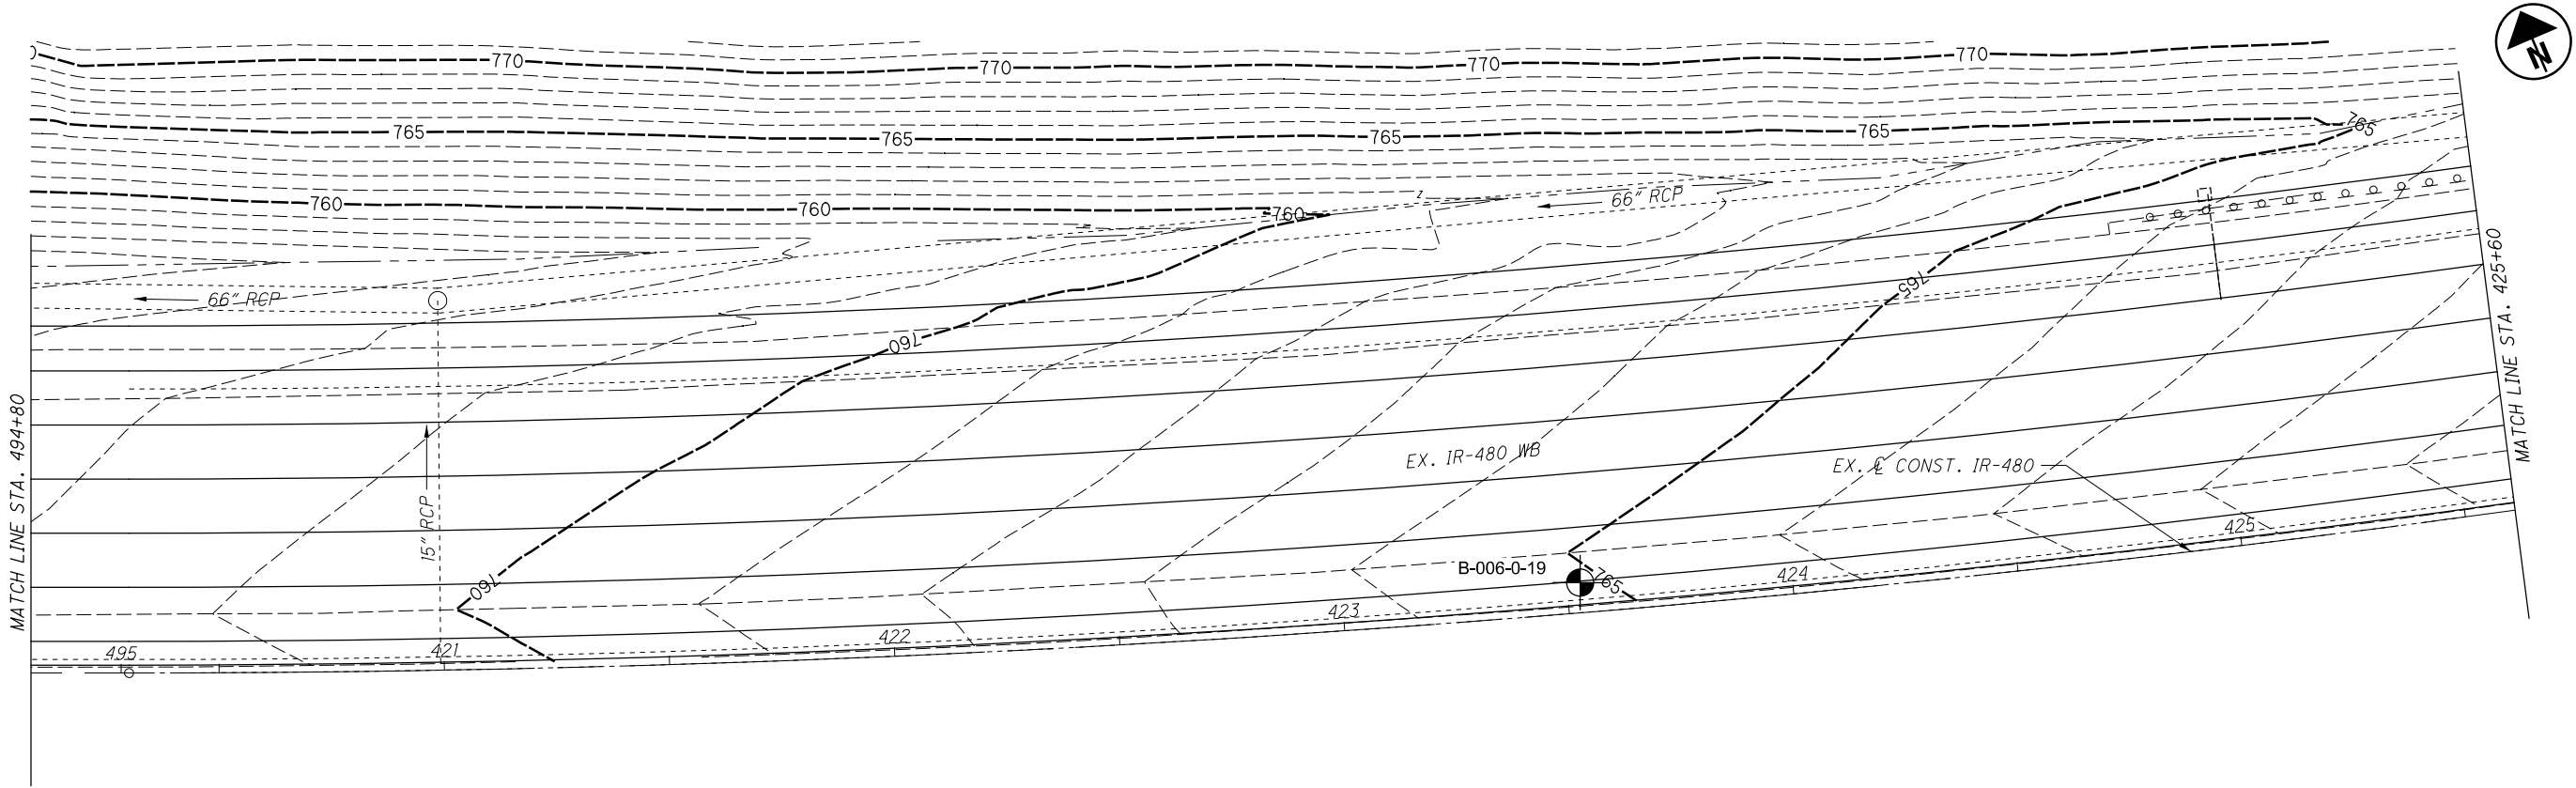 N
770
770
770
770
765
765
765
765
765
760
760
760
66" RCP
66" RCP
765
760
MATCH LINE STA. 494+80
MATCH LINE STA. 425+60
15" RCP
EX. IR-480 WB
EX. ℄ CONST. IR-480
760
B-006-0-19
765
495
421
422
423
424
425